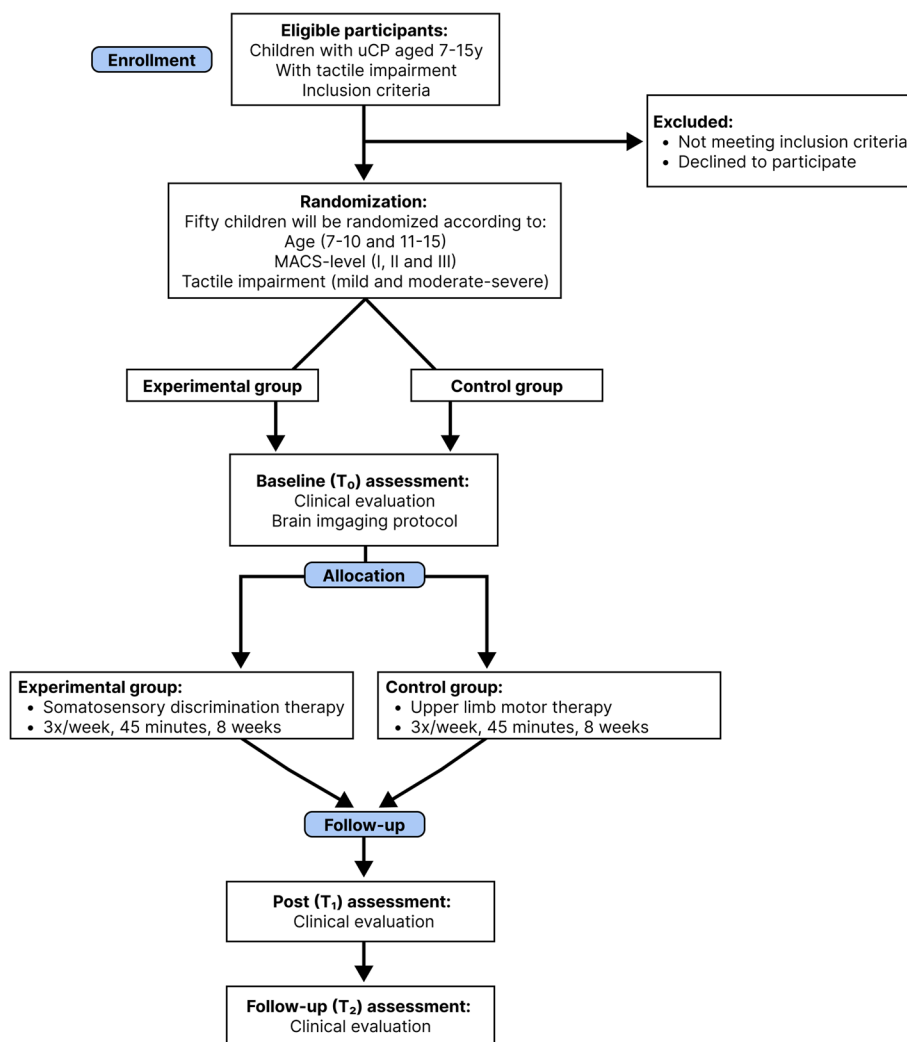 Enrollment
Eligible participants:
Children with uCP aged 7-15y
With tactile impairment
Inclusion criteria
Excluded:
• Not meeting inclusion criteria
• Declined to participate
Randomization:
Fifty children will be randomized according to:
Age (7-10 and 11-15)
MACS-level (I, II and III)
Tactile impairment (mild and moderate-severe)
Experimental group
Control group
Baseline (T₀) assessment:
Clinical evaluation
Brain imgaging protocol
Allocation
Experimental group:
• Somatosensory discrimination therapy
• 3x/week, 45 minutes, 8 weeks
Control group:
• Upper limb motor therapy
• 3x/week, 45 minutes, 8 weeks
Follow-up
Post (T₁) assessment:
Clinical evaluation
Follow-up (T₂) assessment:
Clinical evaluation